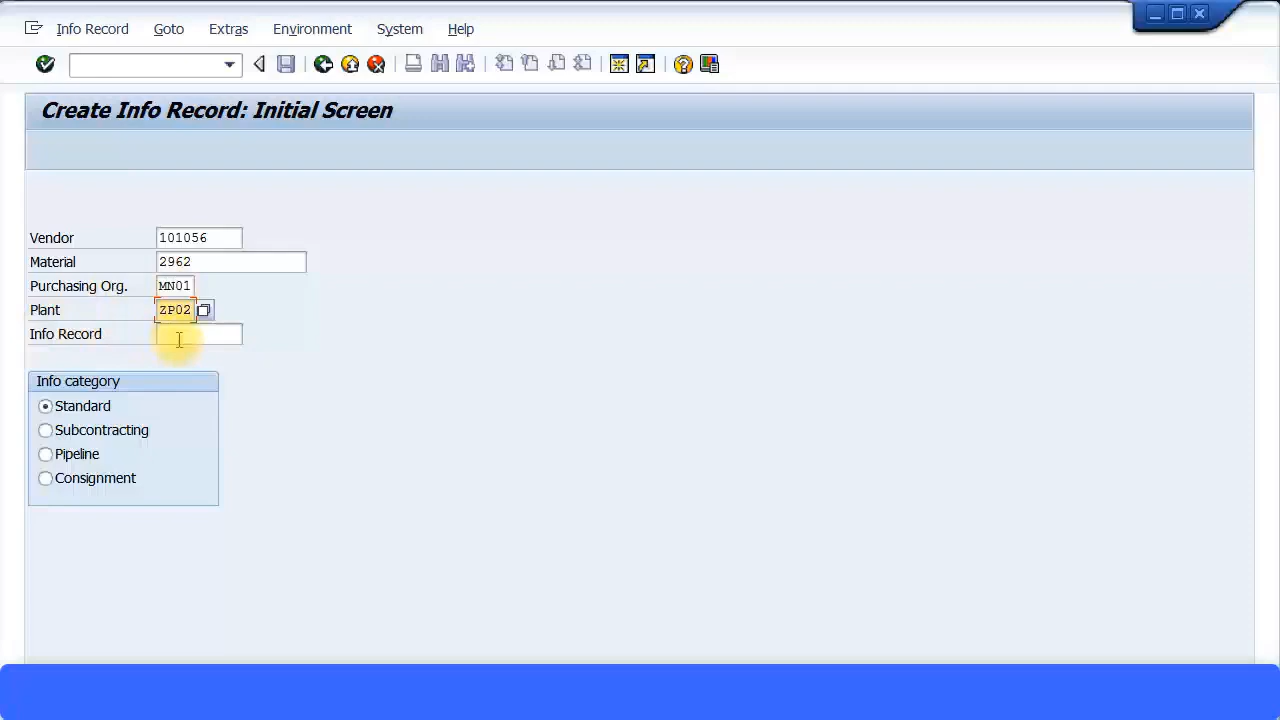 Info Record Goto Extras Environment System Help
Create Info Record: Initial Screen
Vendor 101056
Material 2962
Purchasing Org. MN01
Plant ZP02
Info Record
Info category
Standard
Subcontracting
Pipeline
Consignment